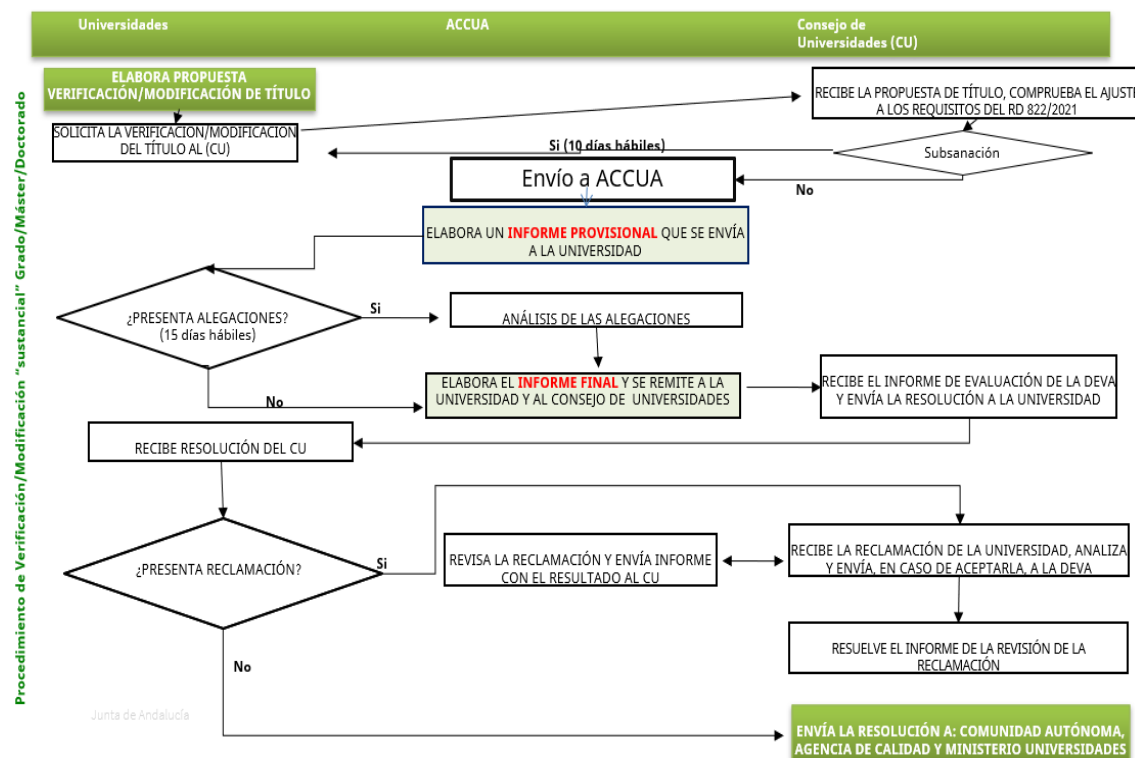 Universidades
ACCUA
Consejo de
Universidades (CU)
Procedimiento de Verificación/Modificación “sustancial” Grado/Máster/Doctorado
ELABORA PROPUESTA
VERIFICACIÓN/MODIFICACIÓN DE TÍTULO
RECIBE LA PROPUESTA DE TÍTULO, COMPRUEBA EL AJUSTE
A LOS REQUISITOS DEL RD 822/2021
SOLICITA LA VERIFICACIÓN/MODIFICACIÓN
DEL TÍTULO AL (CU)
Si (10 días hábiles)
Subsanación
No
Envío a ACCUA
ELABORA UN INFORME PROVISIONAL QUE SE ENVÍA
A LA UNIVERSIDAD
¿PRESENTA ALEGACIONES?
(15 días hábiles)
Si
ANÁLISIS DE LAS ALEGACIONES
No
ELABORA EL INFORME FINAL Y SE REMITE A LA
UNIVERSIDAD Y AL CONSEJO DE UNIVERSIDADES
RECIBE EL INFORME DE EVALUACIÓN DE LA DEVA
Y ENVÍA LA RESOLUCIÓN A LA UNIVERSIDAD
RECIBE RESOLUCIÓN DEL CU
¿PRESENTA RECLAMACIÓN?
Si
REVISA LA RECLAMACIÓN Y ENVÍA INFORME
CON EL RESULTADO AL CU
RECIBE LA RECLAMACIÓN DE LA UNIVERSIDAD, ANALIZA
Y ENVÍA, EN CASO DE ACEPTARLA, A LA DEVA
RESUELVE EL INFORME DE LA REVISIÓN DE LA
RECLAMACIÓN
No
Junta de Andalucía
ENVÍA LA RESOLUCIÓN A: COMUNIDAD AUTÓNOMA,
AGENCIA DE CALIDAD Y MINISTERIO UNIVERSIDADES